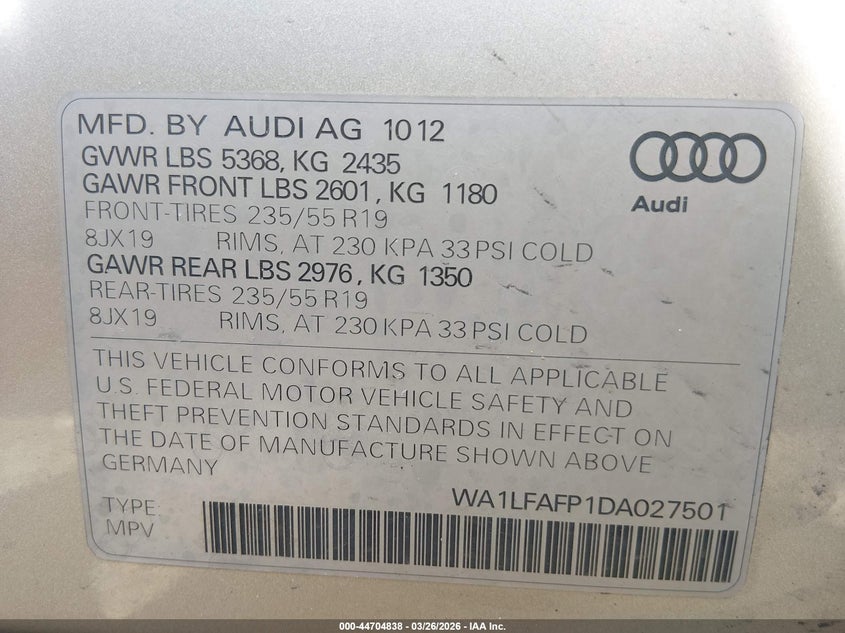 MFD. BY AUDI AG 10 12
GVWR LBS 5368, KG 2435
GAWR FRONT LBS 2601, KG 1180
FRONT-TIRES 235/55 R19
8JX19 RIMS, AT 230 KPA 33 PSI COLD
GAWR REAR LBS 2976, KG 1350
REAR-TIRES 235/55 R19
8JX19 RIMS, AT 230 KPA 33 PSI COLD
Audi
THIS VEHICLE CONFORMS TO ALL APPLICABLE
U.S. FEDERAL MOTOR VEHICLE SAFETY AND
THEFT PREVENTION STANDARDS IN EFFECT ON
THE DATE OF MANUFACTURE SHOWN ABOVE
GERMANY
WA1LFAFP1DA027501
TYPE:
MPV
000-44704838 - 03/26/2026 - IAA Inc.